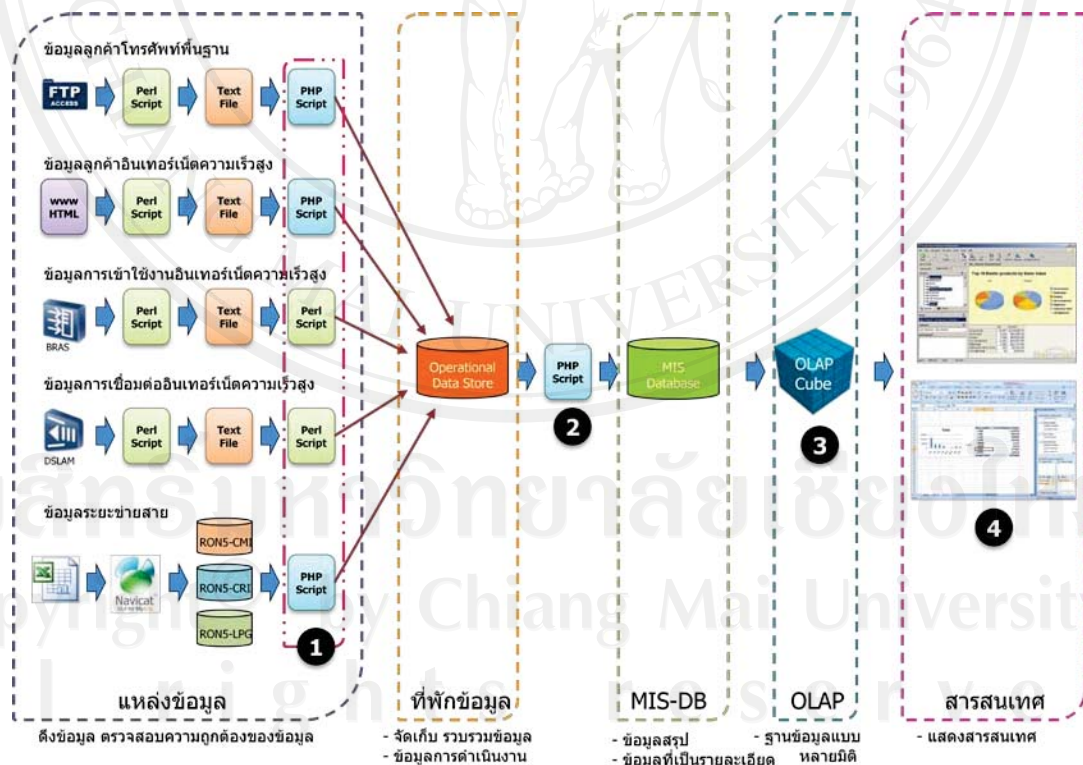 ข้อมูลลูกค้าโทรศัพท์พื้นฐาน
FTP
ACCESS
Perl
Script
Text
File
PHP
Script
ข้อมูลลูกค้าอินเทอร์เน็ตความเร็วสูง
www
HTML
Perl
Script
Text
File
PHP
Script
ข้อมูลการเข้าใช้งานอินเทอร์เน็ตความเร็วสูง
BRAS
Perl
Script
Text
File
Perl
Script
ข้อมูลการเชื่อมต่ออินเทอร์เน็ตความเร็วสูง
DSLAM
Perl
Script
Text
File
Perl
Script
ข้อมูลระยะข่ายสาย
Navicat
RON5-CMI
RON5-CRI
RON5-LPG
PHP
Script
1
Operational
Data Store
PHP
Script
2
MIS
Database
OLAP
Cube
3
4
แหล่งข้อมูล
ดึงข้อมูล ตรวจสอบความถูกต้องของข้อมูล
ที่พักข้อมูล
- จัดเก็บ รวบรวมข้อมูล
- ข้อมูลการดำเนินงาน
MIS-DB
- ข้อมูลสรุป
- ข้อมูลที่เป็นรายละเอียด
OLAP
- ฐานข้อมูลแบบ
หลายมิติ
สารสนเทศ
- แสดงสารสนเทศ
CHIANG MAI UNIVERSITY 1964
by Chiang Mai University
rights reserve